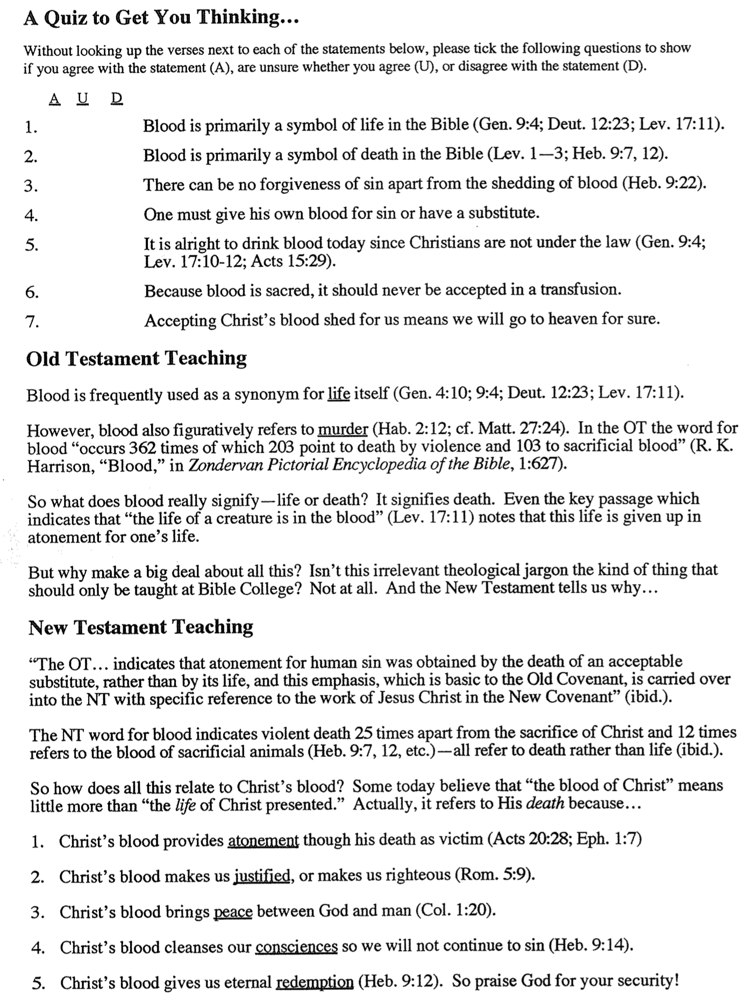 A Quiz to Get You Thinking...
Without looking up the verses next to each of the statements below, please tick the following questions to show
if you agree with the statement (A), are unsure whether you agree (U), or disagree with the statement (D).
A U D
1. Blood is primarily a symbol of life in the Bible (Gen. 9:4; Deut. 12:23; Lev. 17:11).
2. Blood is primarily a symbol of death in the Bible (Lev. 1—3; Heb. 9:7, 12).
3. There can be no forgiveness of sin apart from the shedding of blood (Heb. 9:22).
4. One must give his own blood for sin or have a substitute.
5. It is alright to drink blood today since Christians are not under the law (Gen. 9:4;
Lev. 17:10-12; Acts 15:29).
6. Because blood is sacred, it should never be accepted in a transfusion.
7. Accepting Christ’s blood shed for us means we will go to heaven for sure.
Old Testament Teaching
Blood is frequently used as a synonym for life itself (Gen. 4:10; 9:4; Deut. 12:23; Lev. 17:11).
However, blood also figuratively refers to murder (Hab. 2:12; cf. Matt. 27:24). In the OT the word for
blood “occurs 362 times of which 203 point to death by violence and 103 to sacrificial blood” (R. K.
Harrison, “Blood,” in Zondervan Pictorial Encyclopedia of the Bible, 1:627).
So what does blood really signify—life or death? It signifies death. Even the key passage which
indicates that “the life of a creature is in the blood” (Lev. 17:11) notes that this life is given up in
atonement for one’s life.
But why make a big deal about all this? Isn’t this irrelevant theological jargon the kind of thing that
should only be taught at Bible College? Not at all. And the New Testament tells us why...
New Testament Teaching
“The OT... indicates that atonement for human sin was obtained by the death of an acceptable
substitute, rather than by its life, and this emphasis, which is basic to the Old Covenant, is carried over
into the NT with specific reference to the work of Jesus Christ in the New Covenant” (ibid.).
The NT word for blood indicates violent death 25 times apart from the sacrifice of Christ and 12 times
refers to the blood of sacrificial animals (Heb. 9:7, 12, etc.)—all refer to death rather than life (ibid.).
So how does all this relate to Christ’s blood? Some today believe that “the blood of Christ” means
little more than “the life of Christ presented.” Actually, it refers to His death because...
1. Christ’s blood provides atonement though his death as victim (Acts 20:28; Eph. 1:7)
2. Christ’s blood makes us justified, or makes us righteous (Rom. 5:9).
3. Christ’s blood brings peace between God and man (Col. 1:20).
4. Christ’s blood cleanses our consciences so we will not continue to sin (Heb. 9:14).
5. Christ’s blood gives us eternal redemption (Heb. 9:12). So praise God for your security!